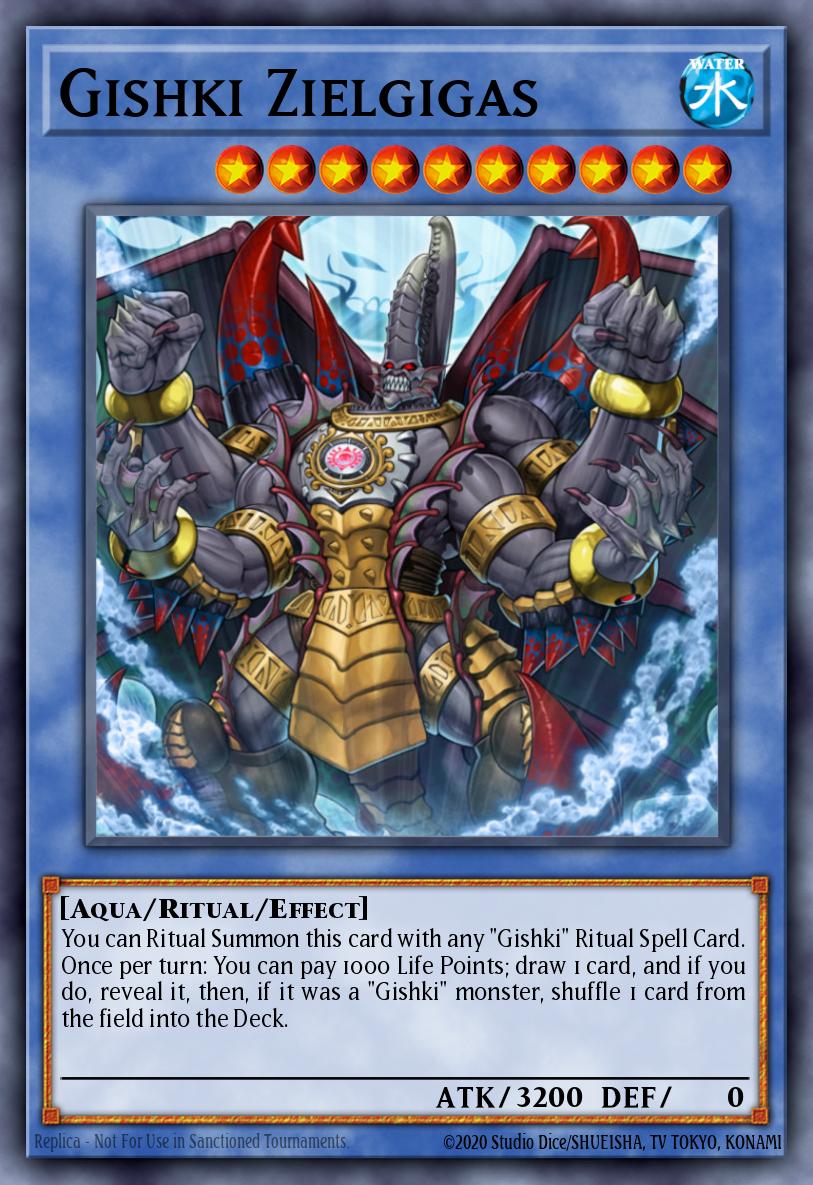 Gishki Zielgigas
WATER
水
[Aqua/Ritual/Effect]
You can Ritual Summon this card with any "Gishki" Ritual Spell Card.
Once per turn: You can pay 1000 Life Points; draw 1 card, and if you
do, reveal it, then, if it was a "Gishki" monster, shuffle 1 card from
the field into the Deck.
ATK/3200 DEF/ 0
Replica - Not For Use in Sanctioned Tournaments. ©2020 Studio Dice/SHUEISHA, TV TOKYO, KONAMI